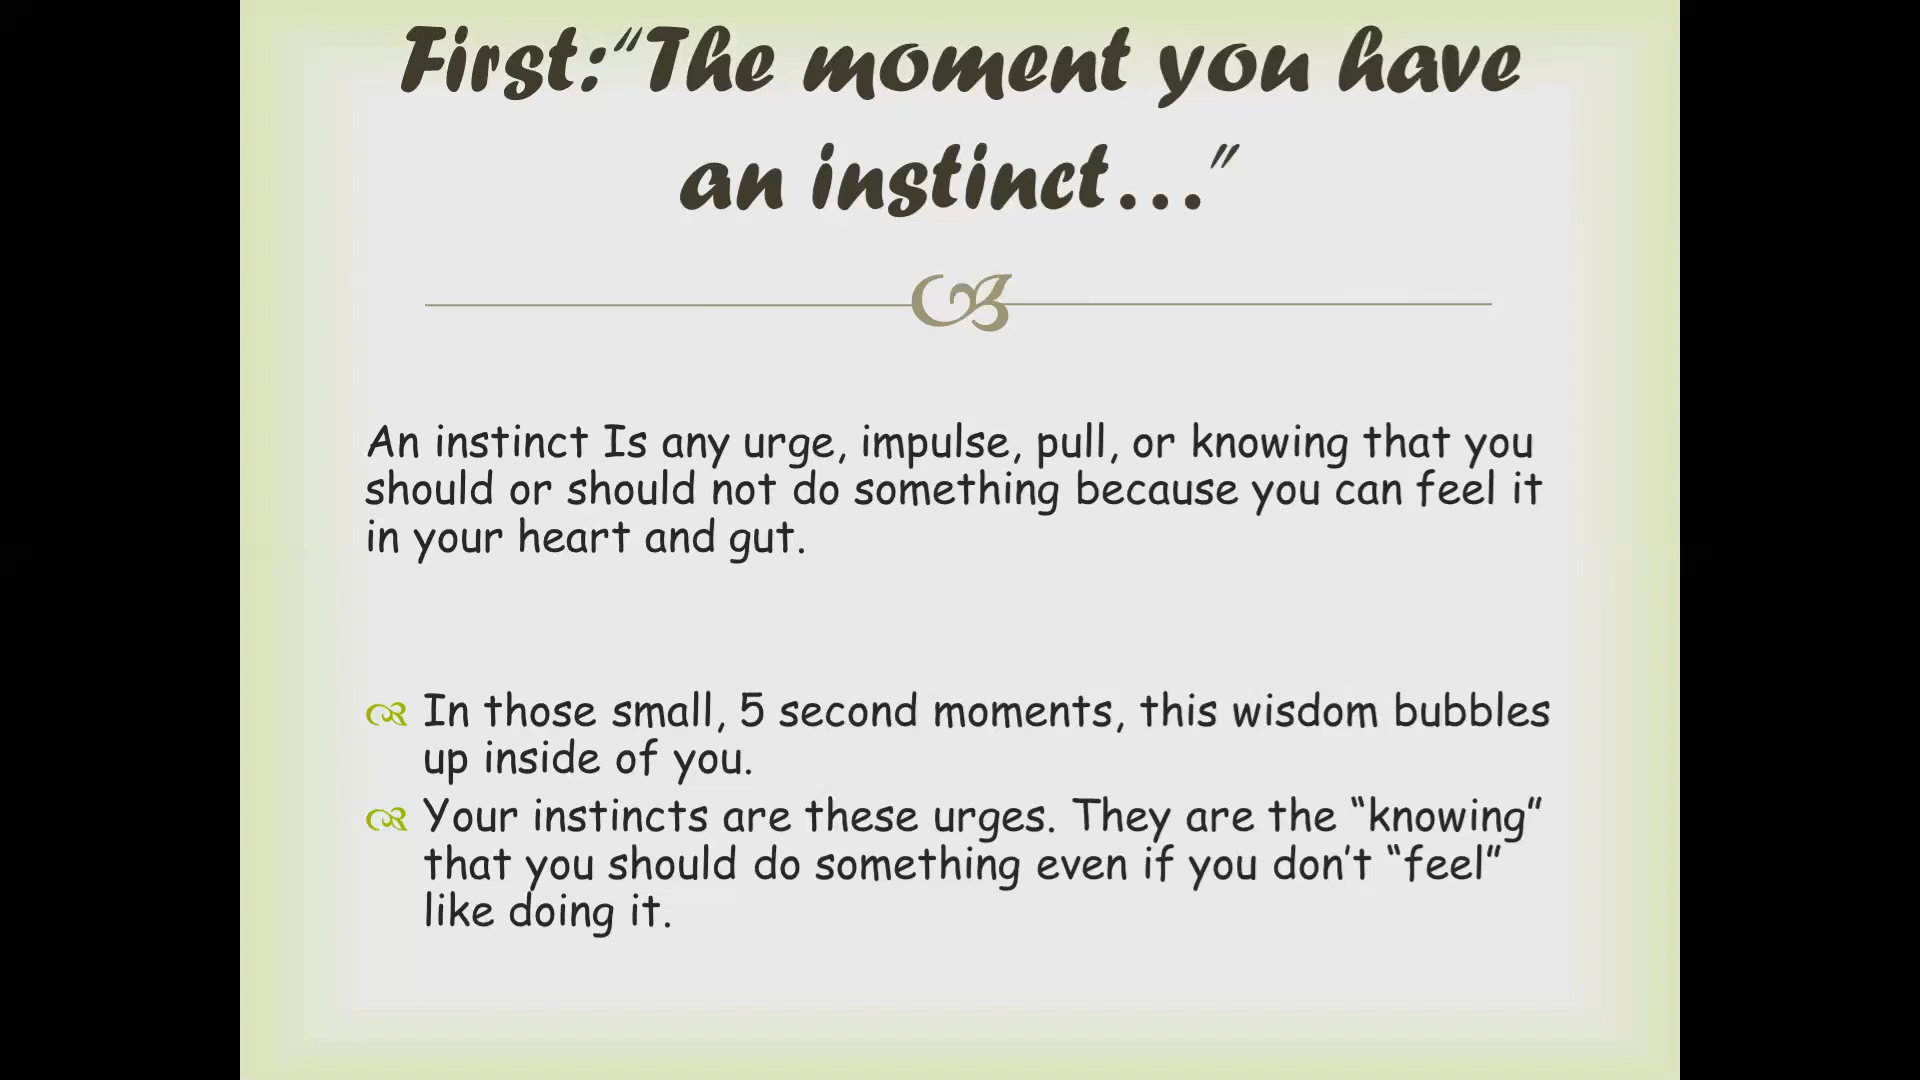 First:“The moment you have
an instinct…”
An instinct Is any urge, impulse, pull, or knowing that you
should or should not do something because you can feel it
in your heart and gut.
In those small, 5 second moments, this wisdom bubbles
up inside of you.
Your instincts are these urges. They are the “knowing”
that you should do something even if you don’t “feel”
like doing it.